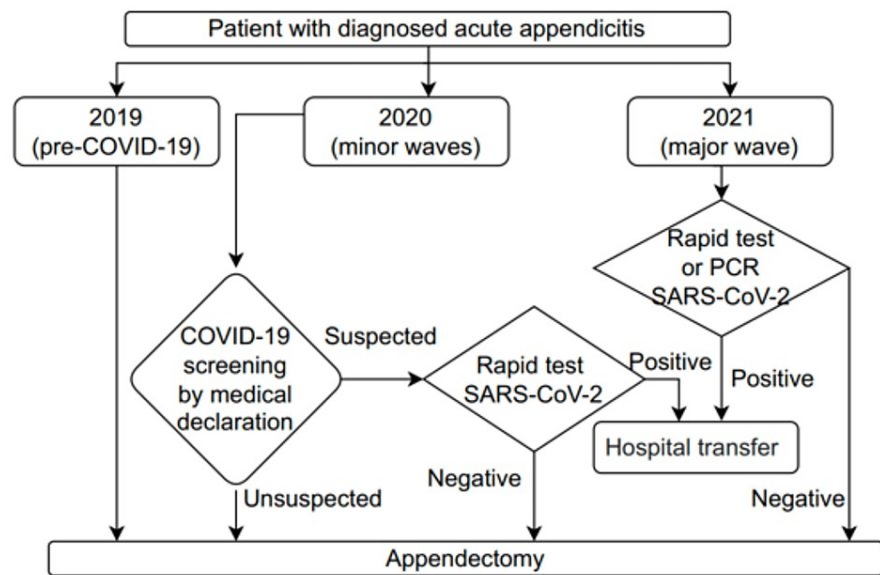 Patient with diagnosed acute appendicitis
2019
(pre-COVID-19)
2020
(minor waves)
2021
(major wave)
Rapid test
or PCR
SARS-CoV-2
COVID-19
screening
by medical
declaration
Suspected
Rapid test
SARS-CoV-2
Positive
Positive
Hospital transfer
Negative
Unsuspected
Negative
Appendectomy